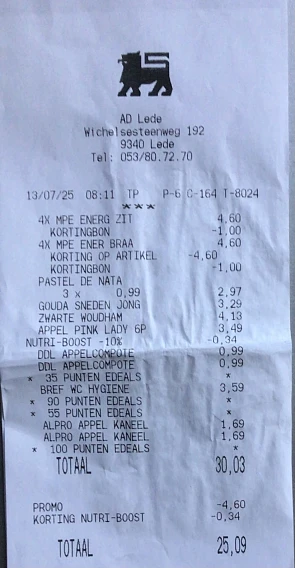 AD Lede
Wichelsesteenweg 192
9340 Lede
Tel: 053/80.72.70
13/07/25 08:11 TP P-6 C-164 T-8024
***
4X MPE ENERG ZIT 4,60
KORTINGBON -1,00
4X MPE ENER BRAA 4,60
KORTING OP ARTIKEL -4,60
KORTINGBON -1,00
PASTEL DE NATA
3 x 0,99 2,97
GOUDA SNEDEN JONG 3,29
ZWARTE WOUDHAM 4,13
APPEL PINK LADY 6P 3,49
NUTRI-BOOST -10% -0,34
DDL APPELCOMPOTE 0,99
DDL APPELCOMPOTE 0,99
* 35 PUNTEN EDEALS *
BREF WC HYGIENE 3,59
* 90 PUNTEN EDEALS *
* 55 PUNTEN EDEALS *
ALPRO APPEL KANEEL 1,69
ALPRO APPEL KANEEL 1,69
* 100 PUNTEN EDEALS *
TOTAAL 30,03
PROMO -4,60
KORTING NUTRI-BOOST -0,34
TOTAAL 25,09